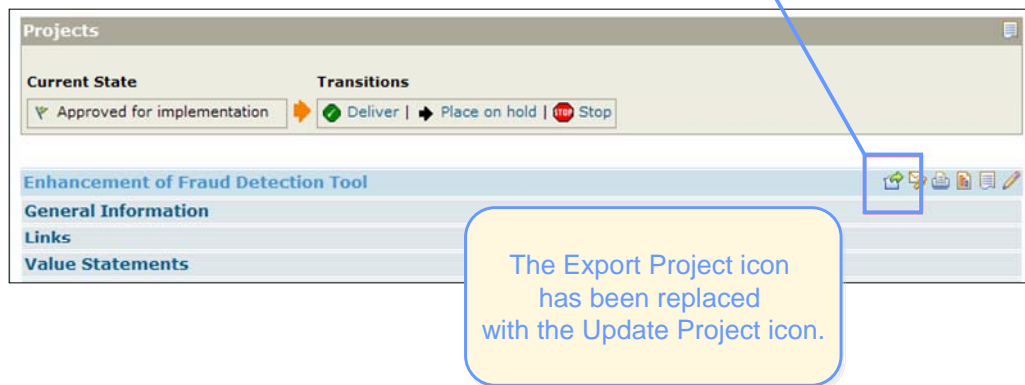 Projects
Current State
Transitions
Approved for implementation
Deliver | Place on hold | STOP Stop
Enhancement of Fraud Detection Tool
General Information
Links
Value Statements
The Export Project icon
has been replaced
with the Update Project icon.